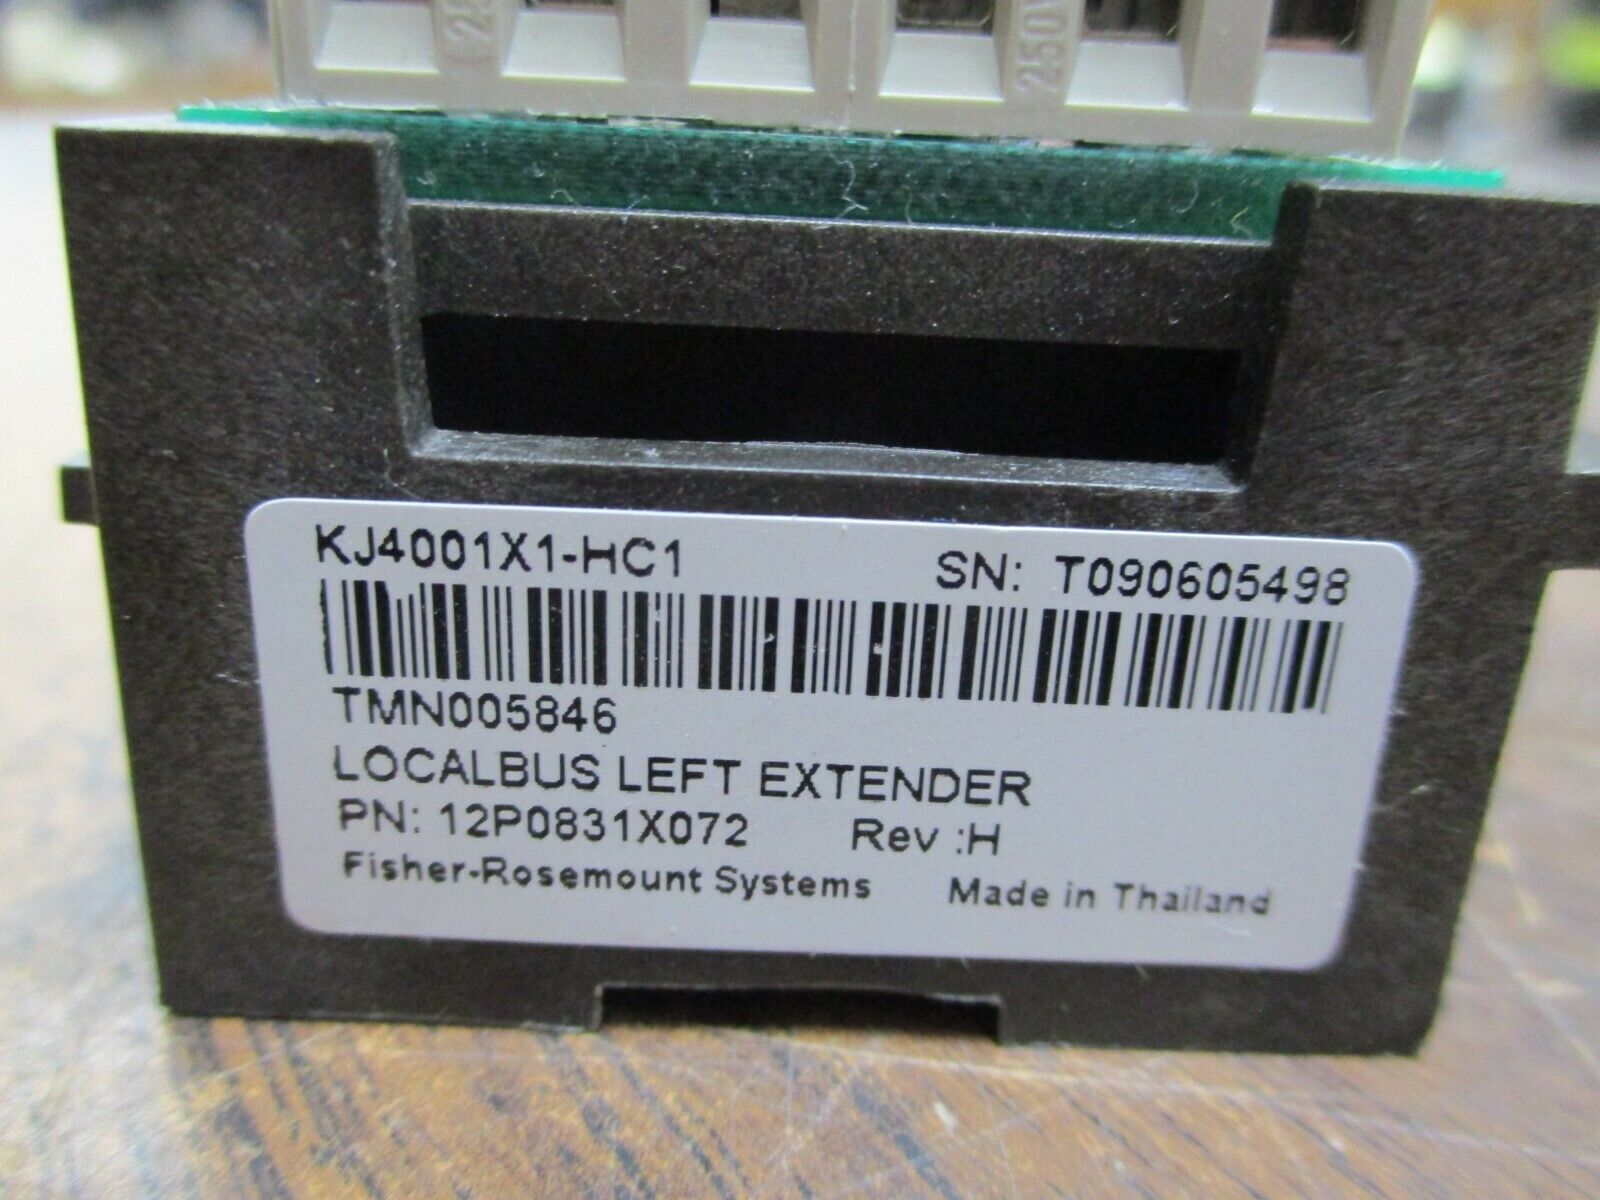 250V
KJ4001X1-HC1 SN: T090605498
TMN005846
LOCALBUS LEFT EXTENDER
PN: 12P0831X072 Rev :H
Fisher-Rosemount Systems Made in Thailand